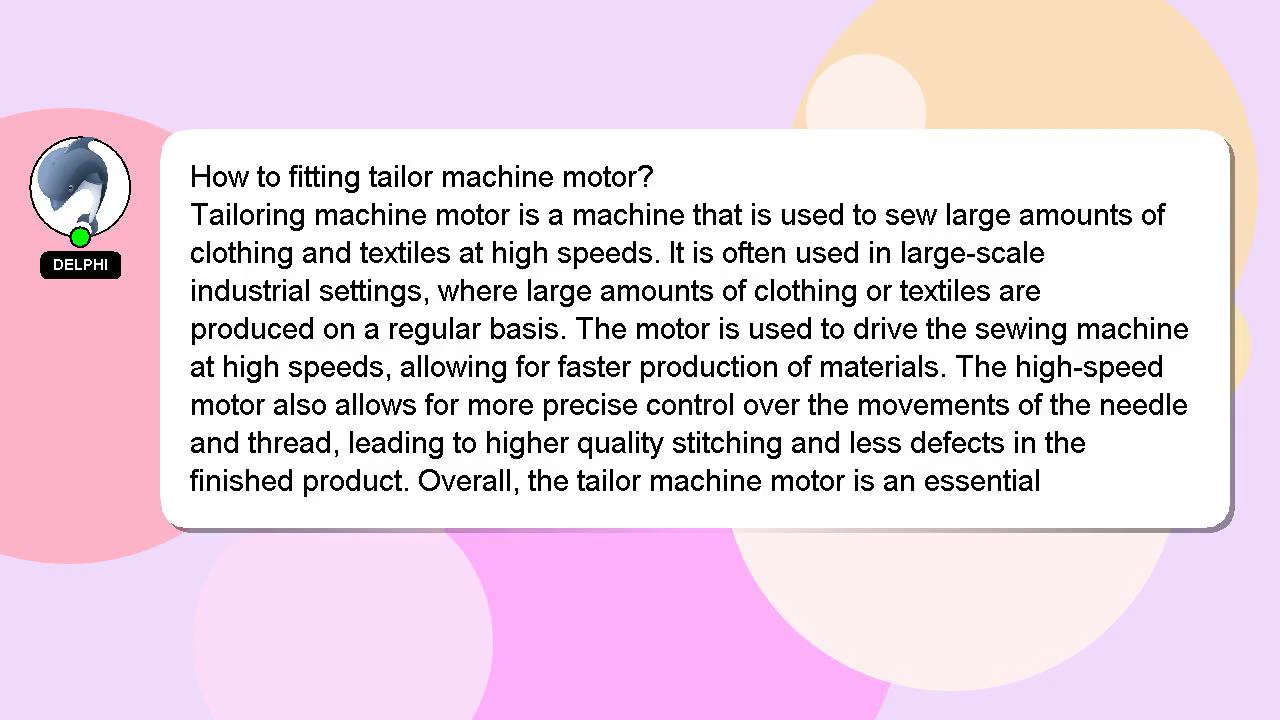 How to fitting tailor machine motor?
Tailoring machine motor is a machine that is used to sew large amounts of
clothing and textiles at high speeds. It is often used in large-scale
industrial settings, where large amounts of clothing or textiles are
produced on a regular basis. The motor is used to drive the sewing machine
at high speeds, allowing for faster production of materials. The high-speed
motor also allows for more precise control over the movements of the needle
and thread, leading to higher quality stitching and less defects in the
finished product. Overall, the tailor machine motor is an essential
DELPHI